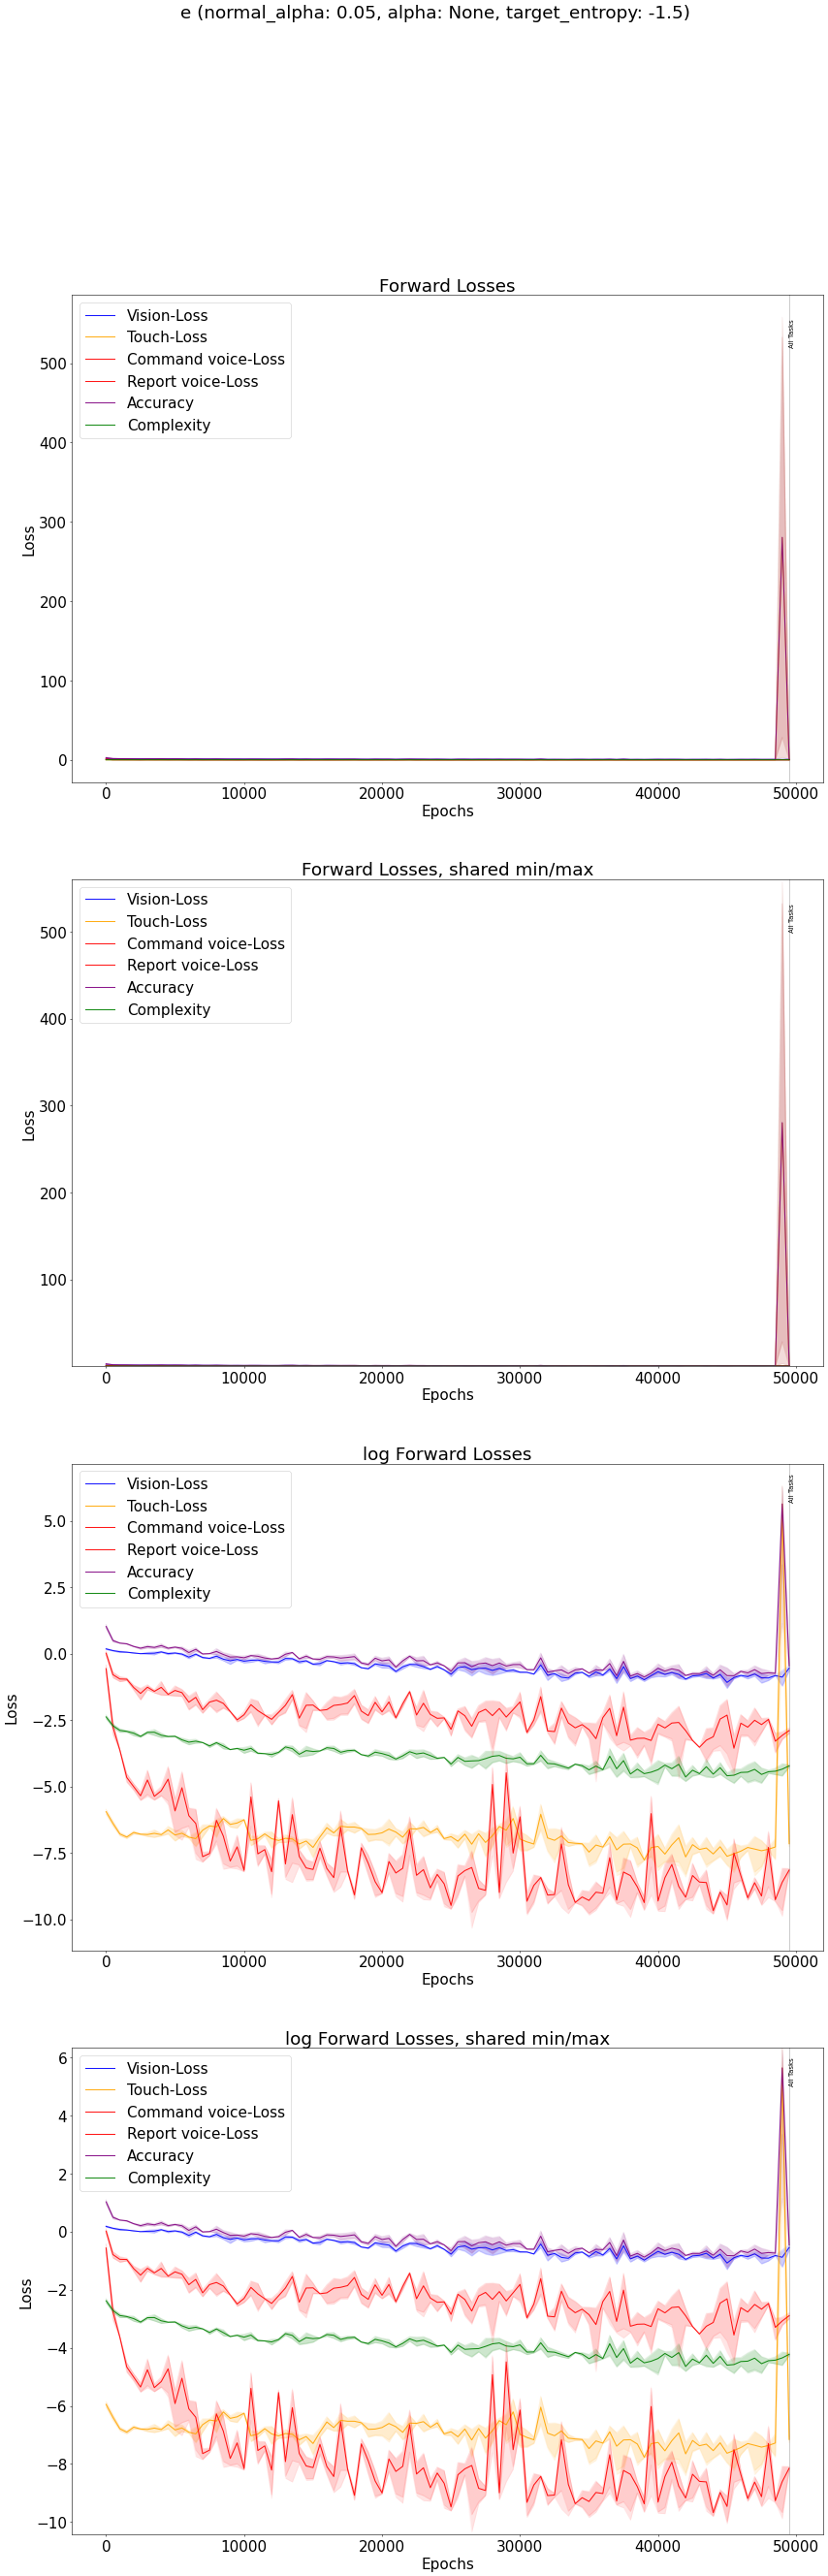 e (normal_alpha: 0.05, alpha: None, target_entropy: -1.5)
Forward Losses
Vision-Loss
Touch-Loss
Command voice-Loss
Report voice-Loss
Accuracy
Complexity
All Tasks
500
400
300
200
100
0
Loss
0 10000 20000 30000 40000 50000
Epochs
Forward Losses, shared min/max
Vision-Loss
Touch-Loss
Command voice-Loss
Report voice-Loss
Accuracy
Complexity
All Tasks
500
400
300
200
100
Loss
0 10000 20000 30000 40000 50000
Epochs
log Forward Losses
Vision-Loss
Touch-Loss
Command voice-Loss
Report voice-Loss
Accuracy
Complexity
All Tasks
5.0
2.5
0.0
−2.5
−5.0
−7.5
−10.0
Loss
0 10000 20000 30000 40000 50000
Epochs
log Forward Losses, shared min/max
Vision-Loss
Touch-Loss
Command voice-Loss
Report voice-Loss
Accuracy
Complexity
All Tasks
6
4
2
0
−2
−4
−6
−8
−10
Loss
0 10000 20000 30000 40000 50000
Epochs